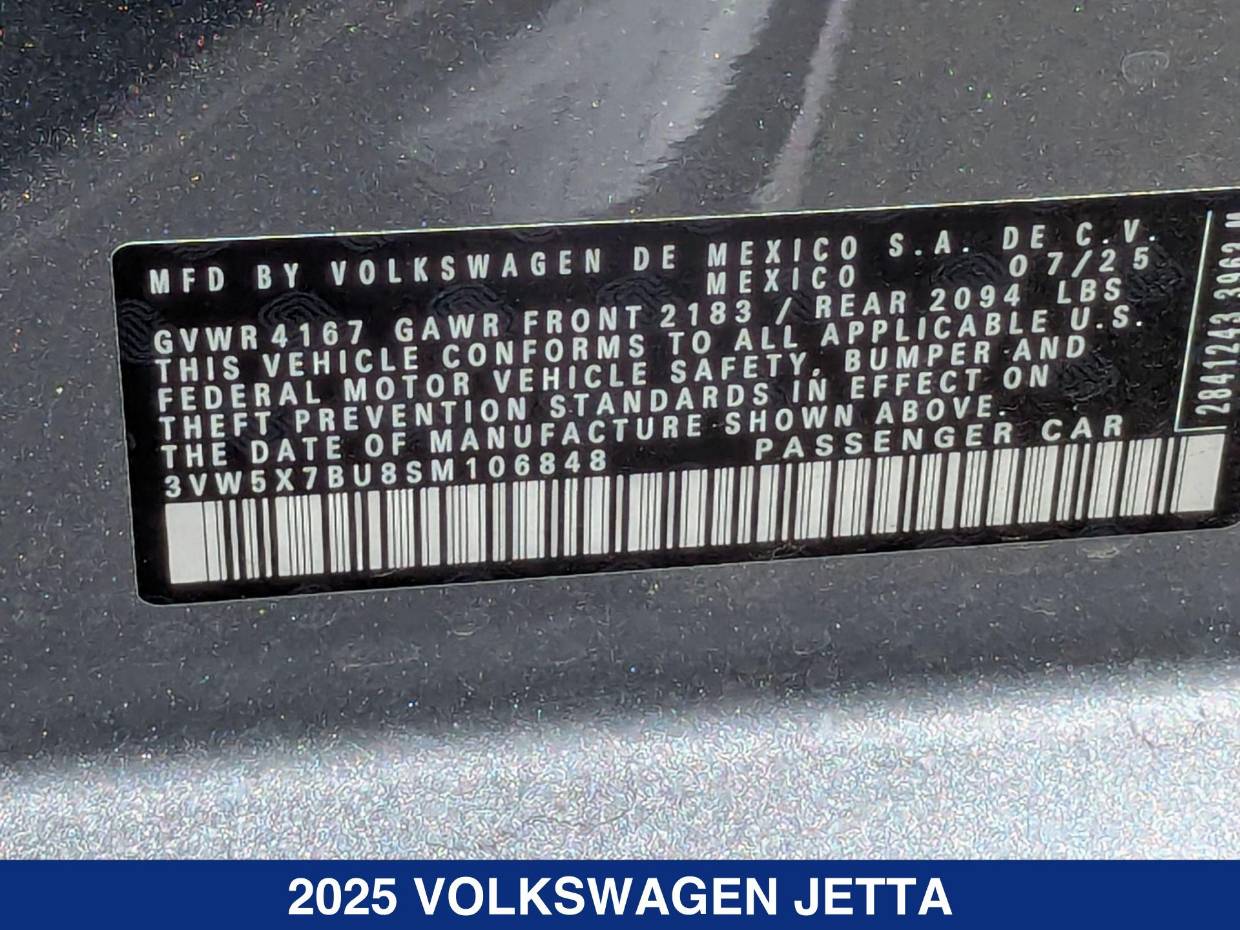 MFD BY VOLKSWAGEN DE MEXICO S.A. DE C.V.
MEXICO 07/25
GVWR 4167 GAWR FRONT 2183 / REAR 2094 LBS
THIS VEHICLE CONFORMS TO ALL APPLICABLE U.S.
FEDERAL MOTOR VEHICLE SAFETY, BUMPER AND
THEFT PREVENTION STANDARDS IN EFFECT ON
THE DATE OF MANUFACTURE SHOWN ABOVE.
3VW5X7BU8SM106848 PASSENGER CAR
2841243
2025 VOLKSWAGEN JETTA